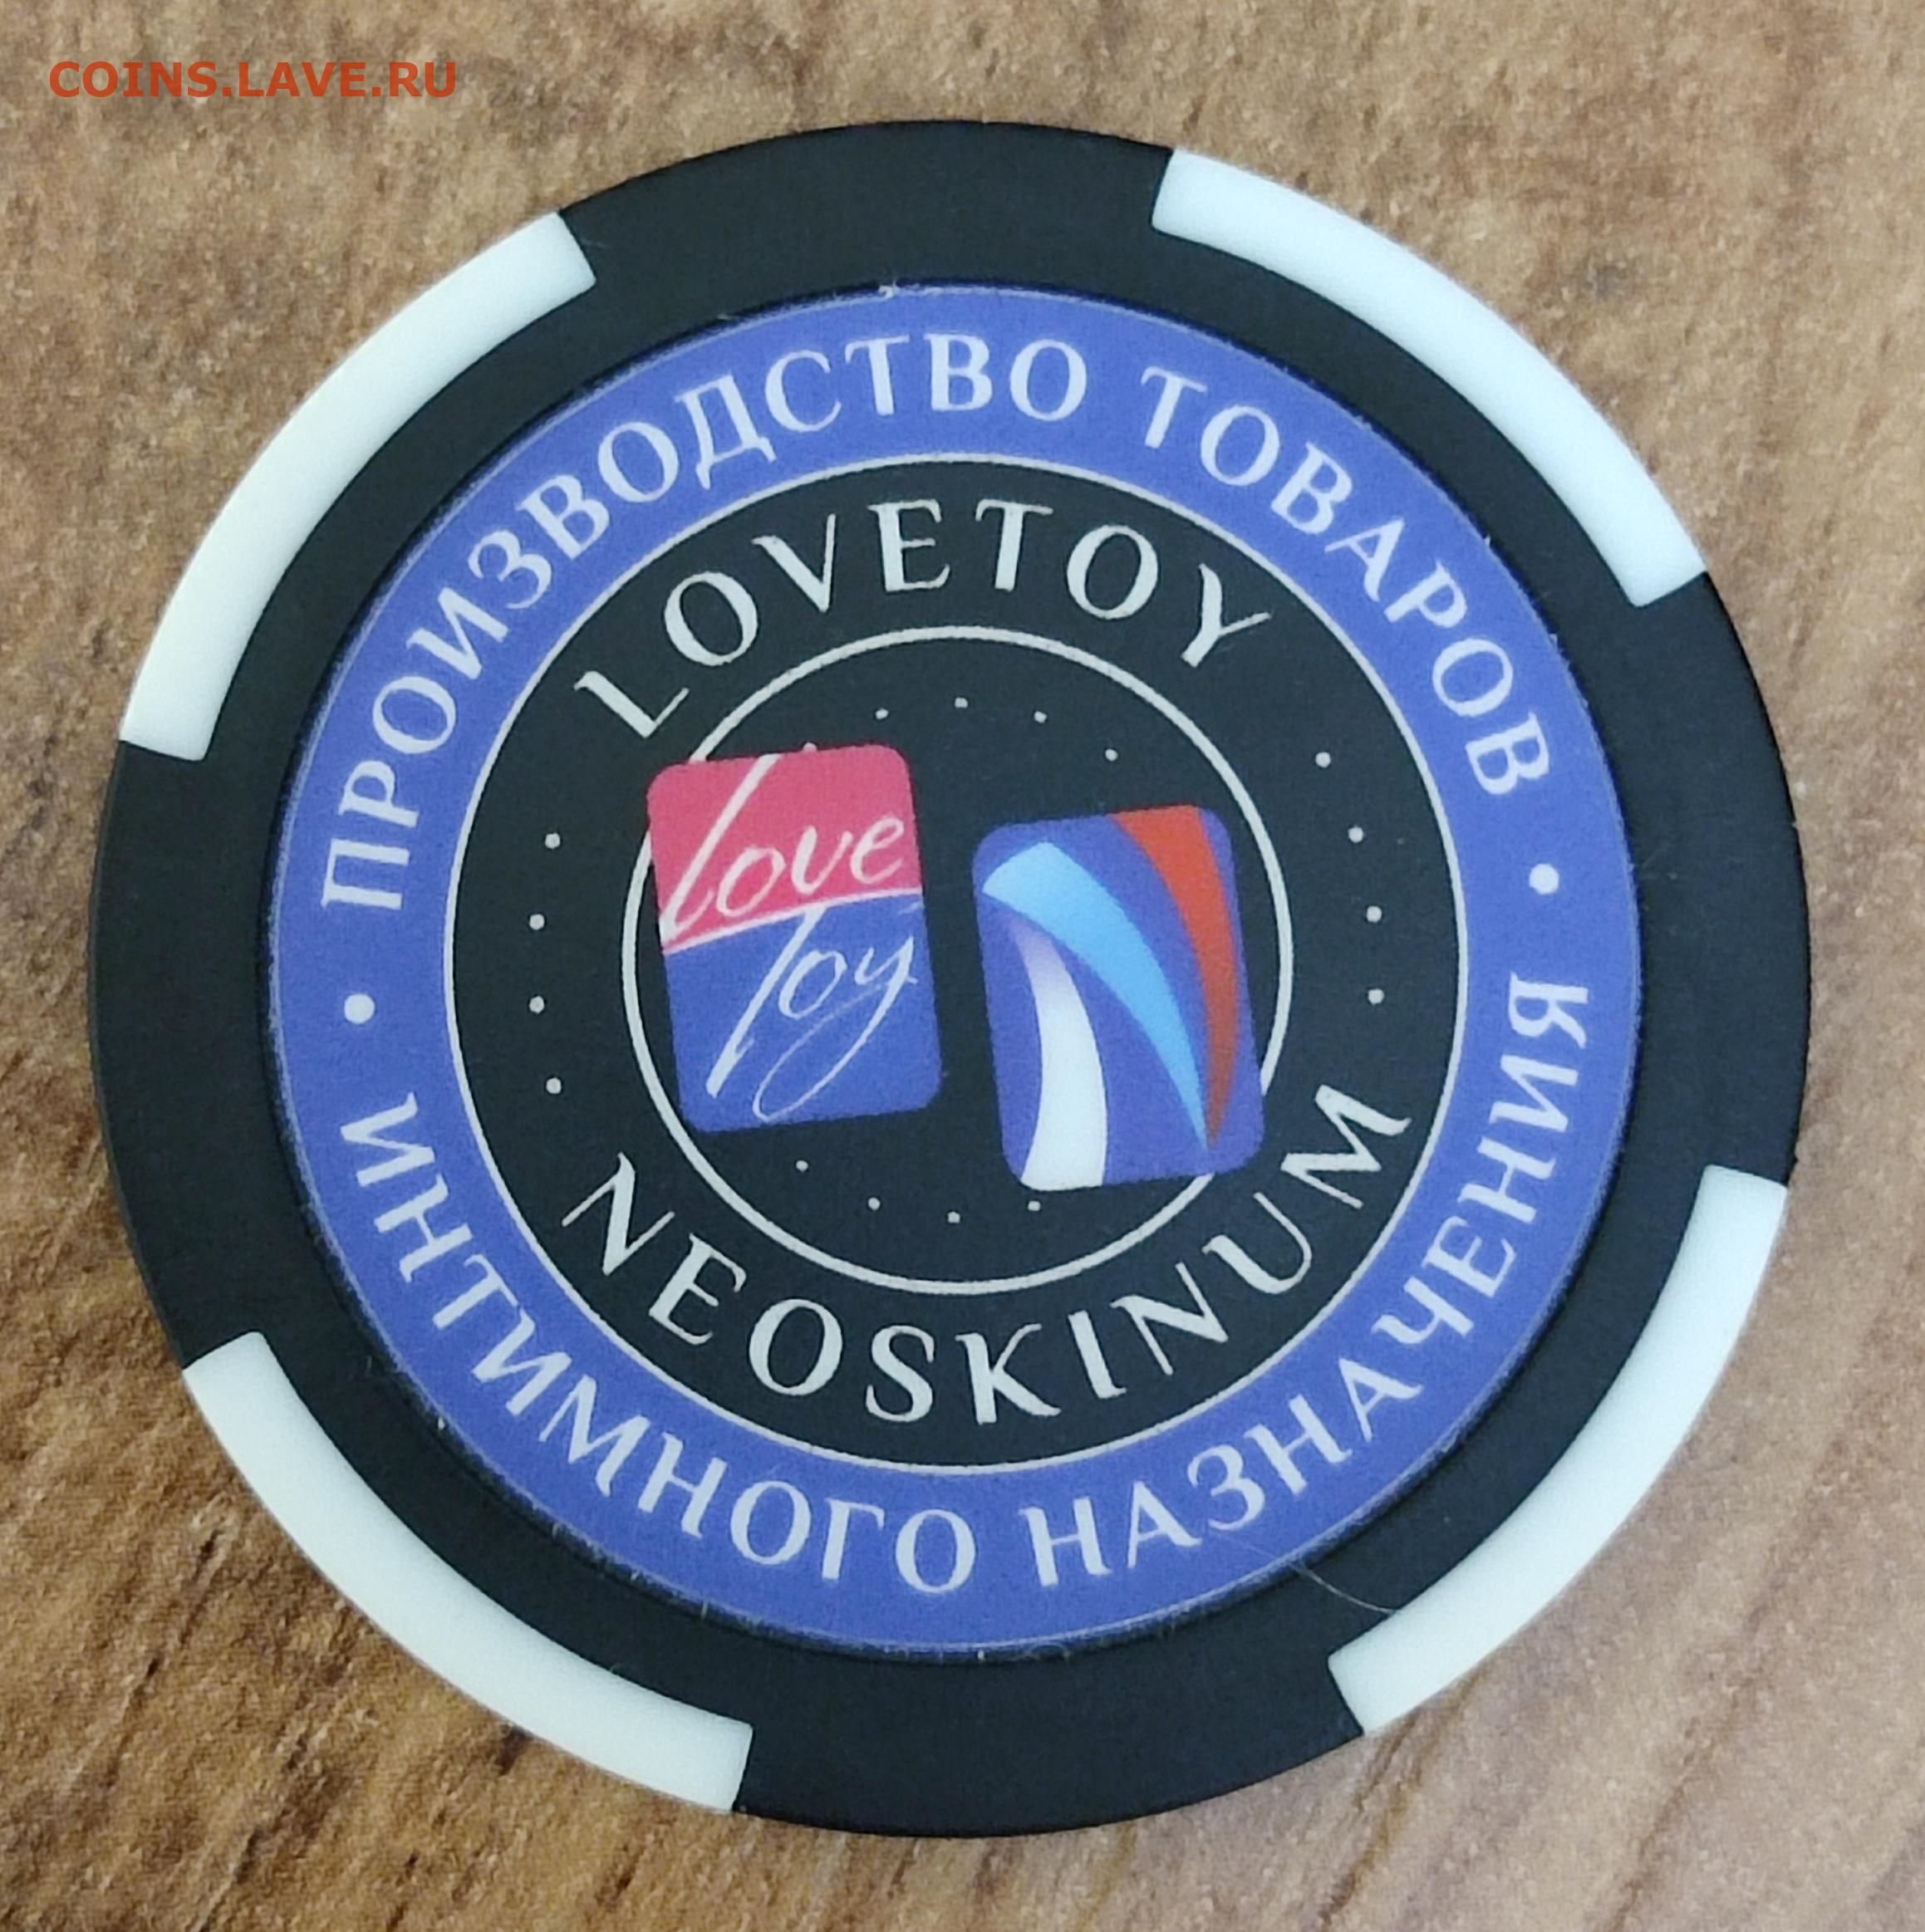 COINS.LAVE.RU
ПРОИЗВОДСТВО ТОВАРОВ
• ИНТИМНОГО НАЗНАЧЕНИЯ •
LOVETOY
Love
Toy
NEOSKINUM